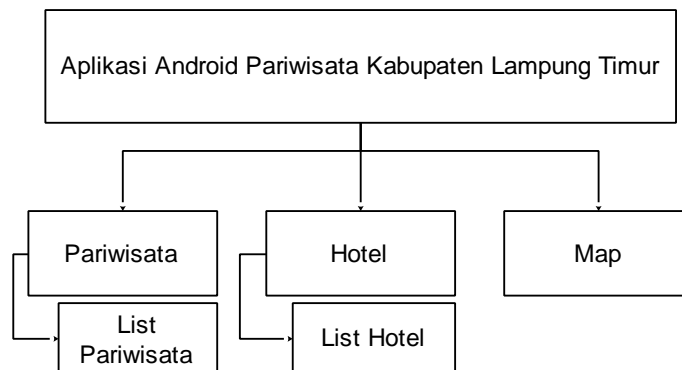 Aplikasi Android Pariwisata Kabupaten Lampung Timur
Pariwisata
Hotel
Map
List
Pariwisata
List Hotel